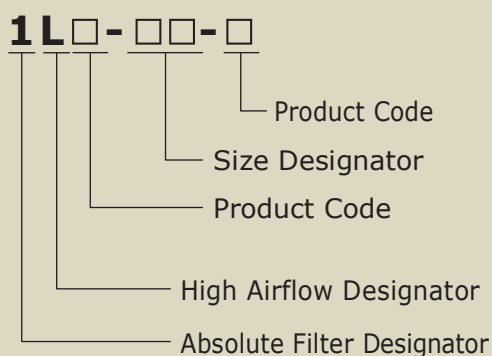 1L□-□□-□
Product Code
Size Designator
Product Code
High Airflow Designator
Absolute Filter Designator